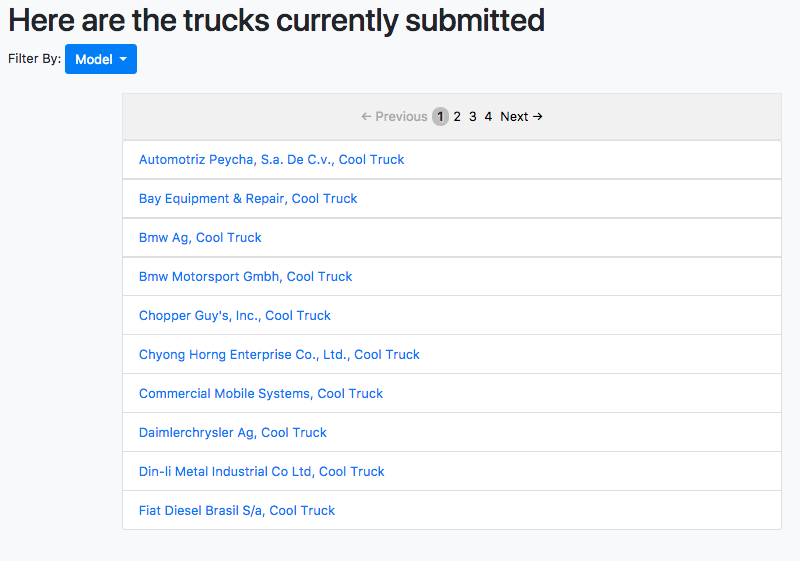 Here are the trucks currently submitted
Filter By: Model
← Previous 1 2 3 4 Next →
Automotriz Peycha, S.a. De C.v., Cool Truck
Bay Equipment & Repair, Cool Truck
Bmw Ag, Cool Truck
Bmw Motorsport Gmbh, Cool Truck
Chopper Guy's, Inc., Cool Truck
Chyong Horng Enterprise Co., Ltd., Cool Truck
Commercial Mobile Systems, Cool Truck
Daimlerchrysler Ag, Cool Truck
Din-li Metal Industrial Co Ltd, Cool Truck
Fiat Diesel Brasil S/a, Cool Truck